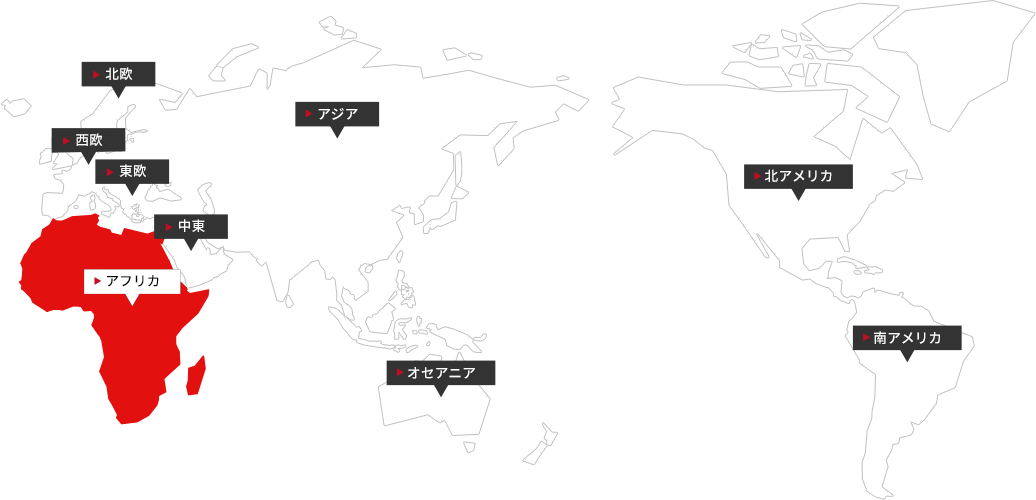 北欧
アジア
西欧
東欧
北アメリカ
中東
アフリカ
南アメリカ
オセアニア